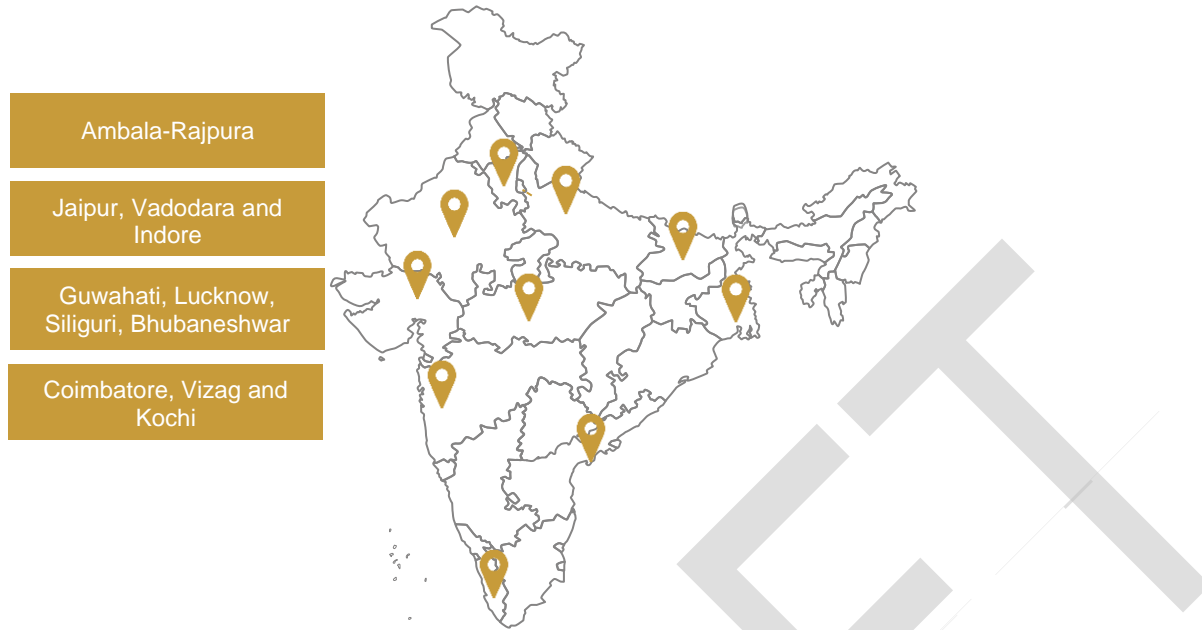 Ambala-Rajpura
Jaipur, Vadodara and
Indore
Guwahati, Lucknow,
Siliguri, Bhubaneshwar
Coimbatore, Vizag and
Kochi